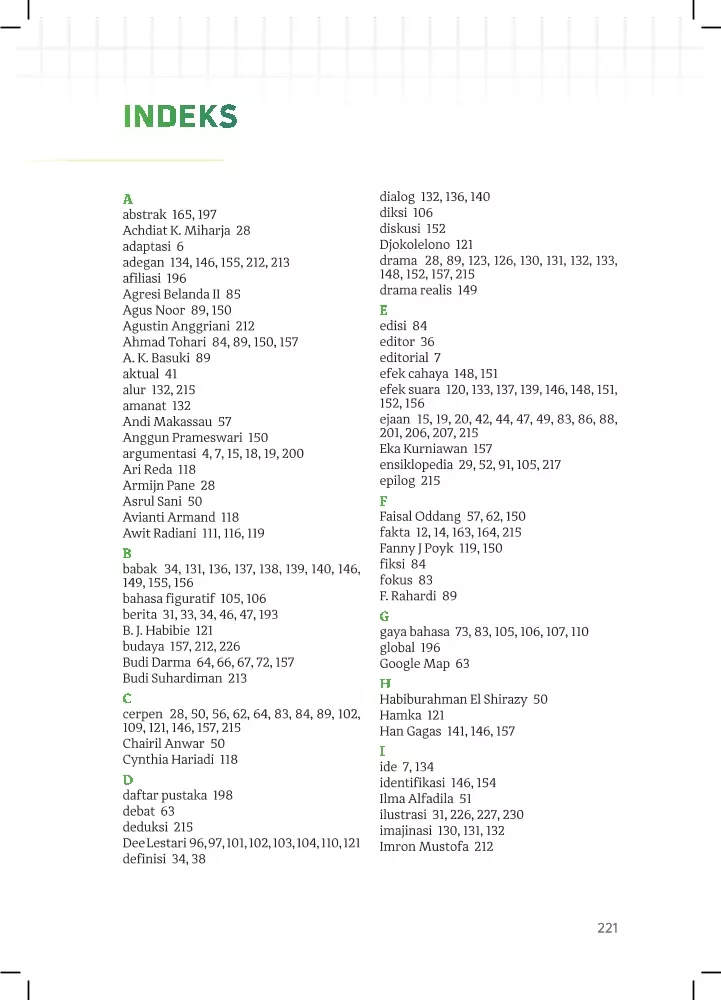 INDEKS
A
abstrak 165, 197
Achdiat K. Miharja 28
adaptasi 6
adegan 134, 146, 155, 212, 213
afiliasi 196
Agresi Belanda II 85
Agus Noor 89, 150
Agustin Anggriani 212
Ahmad Tohari 84, 89, 150, 157
A. K. Basuki 89
aktual 41
alur 132, 215
amanat 132
Andi Makassau 57
Anggun Prameswari 150
argumentasi 4, 7, 15, 18, 19, 200
Ari Reda 118
Armijn Pane 28
Asrul Sani 50
Avianti Armand 118
Awit Radiani 111, 116, 119
B
babak 34, 131, 136, 137, 138, 139, 140, 146,
149, 155, 156
bahasa figuratif 105, 106
berita 31, 33, 34, 46, 47, 193
B. J. Habibie 121
budaya 157, 212, 226
Budi Darma 64, 66, 67, 72, 157
Budi Suhardiman 213
C
cerpen 28, 50, 56, 62, 64, 83, 84, 89, 102,
109, 121, 146, 157, 215
Chairil Anwar 50
Cynthia Hariadi 118
D
daftar pustaka 198
debat 63
deduksi 215
Dee Lestari 96, 97, 101, 102, 103, 104, 110, 121
definisi 34, 38
dialog 132, 136, 140
diksi 106
diskusi 152
Djokolelono 121
drama 28, 89, 123, 126, 130, 131, 132, 133,
148, 152, 157, 215
drama realis 149
E
edisi 84
editor 36
editorial 7
efek cahaya 148, 151
efek suara 120, 133, 137, 139, 146, 148, 151,
152, 156
ejaan 15, 19, 20, 42, 44, 47, 49, 83, 86, 88,
201, 206, 207, 215
Eka Kurniawan 157
ensiklopedia 29, 52, 91, 105, 217
epilog 215
F
Faisal Oddang 57, 62, 150
fakta 12, 14, 163, 164, 215
Fanny J Poyk 119, 150
fiksi 84
fokus 83
F. Rahardi 89
G
gaya bahasa 73, 83, 105, 106, 107, 110
global 196
Google Map 63
H
Habiburahman El Shirazy 50
Hamka 121
Han Gagas 141, 146, 157
I
ide 7, 134
identifikasi 146, 154
Ilma Alfadila 51
ilustrasi 31, 226, 227, 230
imajinasi 130, 131, 132
Imron Mustofa 212
221